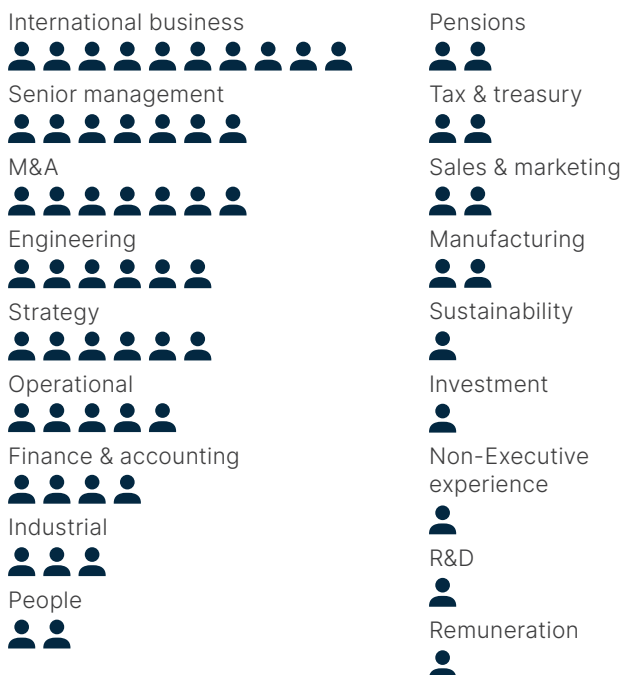 International business
Senior management
M&A
Engineering
Strategy
Operational
Finance & accounting
Industrial
People
Pensions
Tax & treasury
Sales & marketing
Manufacturing
Sustainability
Investment
Non-Executive
experience
R&D
Remuneration